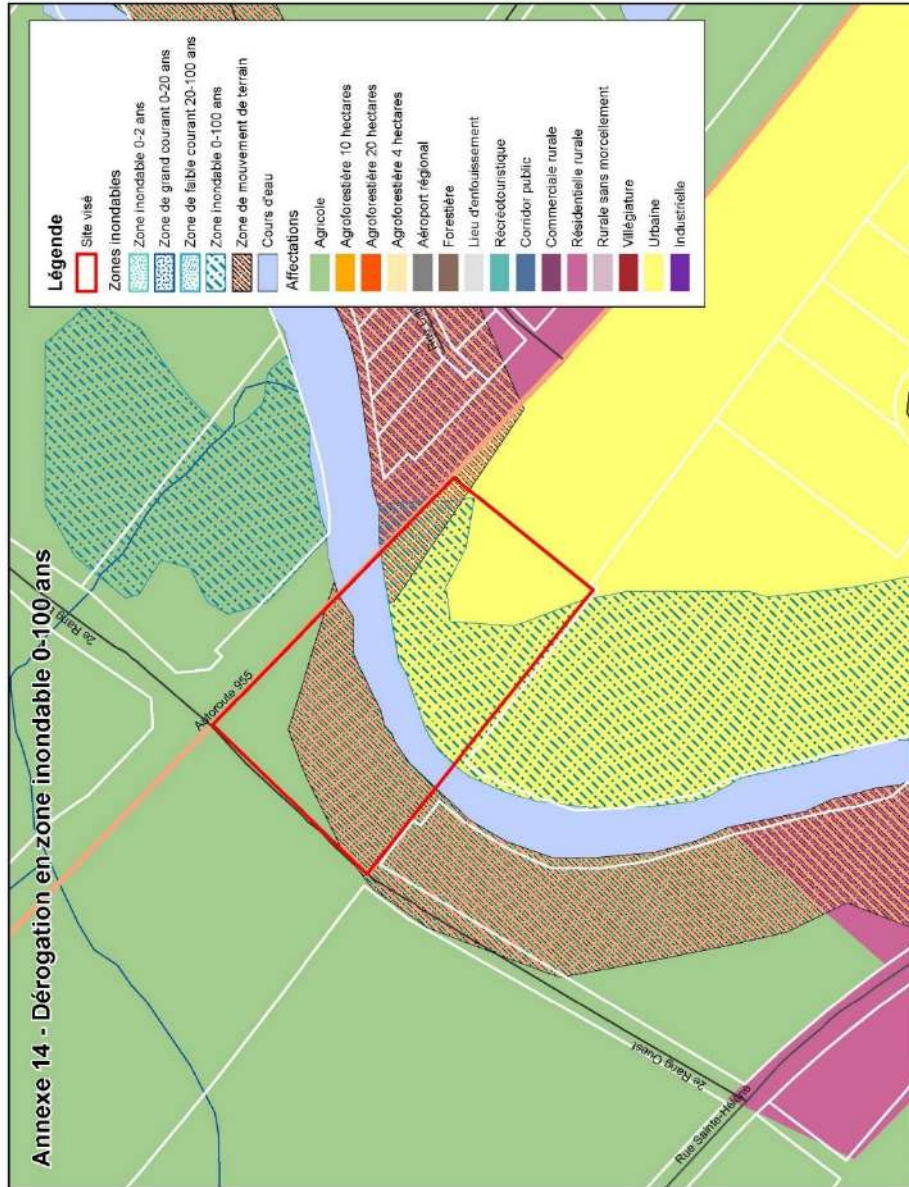 Annexe 14 - Dérogation en zone inondable 0-100 ans
Légende
Site visé
Zones inondables
Zone inondable 0-2 ans
Zone de grand courant 0-20 ans
Zone de faible courant 20-100 ans
Zone inondable 0-100 ans
Zone de mouvement de terrain
Cours d'eau
Affectations
Agricole
Agroforestière 10 hectares
Agroforestière 20 hectares
Agroforestière 4 hectares
Aéroport régional
Forestière
Lieu d'enfouissement
Récréotouristique
Corridor public
Commerciale rurale
Résidentielle rurale
Rurale sans morcellement
Villégiature
Urbaine
Industrielle
2e Rang
Autoroute 955
2e Rang Ouest
Rue Sainte-Hélène